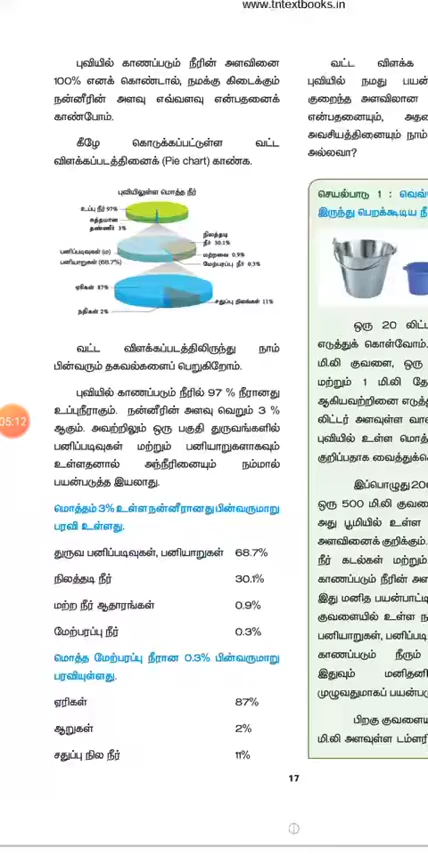 www.tntextbooks.in
புவியில் காணப்படும் நீரின் அளவினை
100% எனக் கொண்டால், நமக்கு கிடைக்கும்
நன்னீரின் அளவு எவ்வளவு என்பதனைக்
காண்போம்.
கீழே கொடுக்கப்பட்டுள்ள வட்ட
விளக்கப்படத்தினைக் (Pie chart) காண்க.
புவியிலுள்ள மொத்த நீர்
உப்பு நீர் 97%
சுத்தமான
தண்ணீர் 3%
நிலத்தடி
நீர் 30.1%
பனிப்படிவுகள் (ம)
பனியாறுகள் (68.7%)
மற்றவை 0.9%
மேற்பரப்பு நீர் 0.3%
ஏரிகள் 87%
சதுப்பு நிலங்கள் 11%
நதிகள் 2%
வட்ட விளக்கப்படத்திலிருந்து நாம்
பின்வரும் தகவல்களைப் பெறுகிறோம்.
புவியில் காணப்படும் நீரில் 97 % நீரானது
உப்புநீராகும். நன்னீரின் அளவு வெறும் 3 %
ஆகும். அவற்றிலும் ஒரு பகுதி துருவங்களில்
பனிப்படிவுகள் மற்றும் பனியாறுகளாகவும்
உள்ளதனால் அந்நீரினையும் நம்மால்
பயன்படுத்த இயலாது.
05:12
மொத்தம் 3% உள்ள நன்னீரானது பின்வருமாறு
பரவி உள்ளது.
துருவ பனிப்படிவுகள், பனியாறுகள் 68.7%
நிலத்தடி நீர் 30.1%
மற்ற நீர் ஆதாரங்கள் 0.9%
மேற்பரப்பு நீர் 0.3%
மொத்த மேற்பரப்பு நீரான 0.3% பின்வருமாறு
பரவியுள்ளது.
ஏரிகள் 87%
ஆறுகள் 2%
சதுப்பு நில நீர் 11%
வட்ட விளக்க
புவியில் நமது பயன்
குறைந்த அளவிலான
என்பதனையும், அத
அவசியத்தினையும் நாம்
அல்லவா?
செயல்பாடு 1 : வெவ்
இருந்து பெறக்கூடிய நீ
ஒரு 20 லிட்ட
எடுத்துக் கொள்வோம்.
மி.லி குவளை, ஒரு
மற்றும் 1 மி.லி தே
ஆகியவற்றினை எடுத்
லிட்டர் அளவுள்ள வா
புவியில் உள்ள மொத்
குறிப்பதாக வைத்துக்
இப்பொழுது 20
ஒரு 500 மி.லி குவ
அது பூமியில் உள்ள
அளவினைக் குறிக்கும்.
நீர் கடல்கள் மற்றும்
காணப்படும் நீரின் அள
இது மனித பயன்பாட்டி
குவளையில் உள்ள ந
பனியாறுகள், பனிப்படி
காணப்படும் நீரும்
இதுவும் மனிதனி
முழுவதுமாகப் பயன்ப
பிறகு குவளை
மி.லி அளவுள்ள டம்ளரி
17